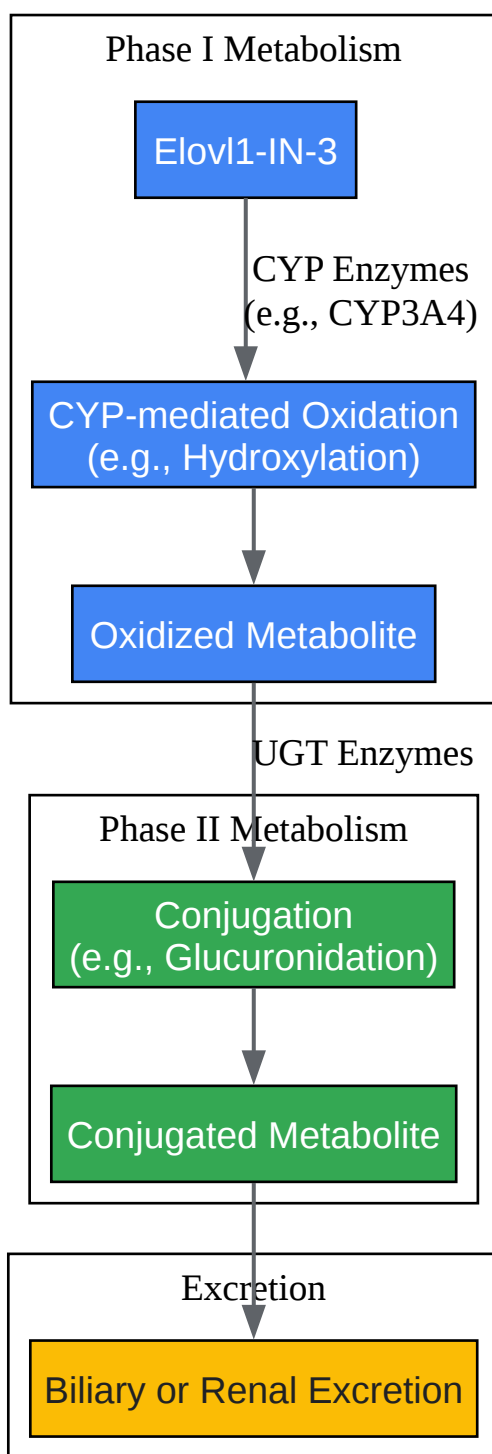 Phase I Metabolism
Elovl1-IN-3
CYP Enzymes
(e.g., CYP3A4)
CYP-mediated Oxidation
(e.g., Hydroxylation)
Oxidized Metabolite
UGT Enzymes
Phase II Metabolism
Conjugation
(e.g., Glucuronidation)
Conjugated Metabolite
Excretion
Biliary or Renal Excretion